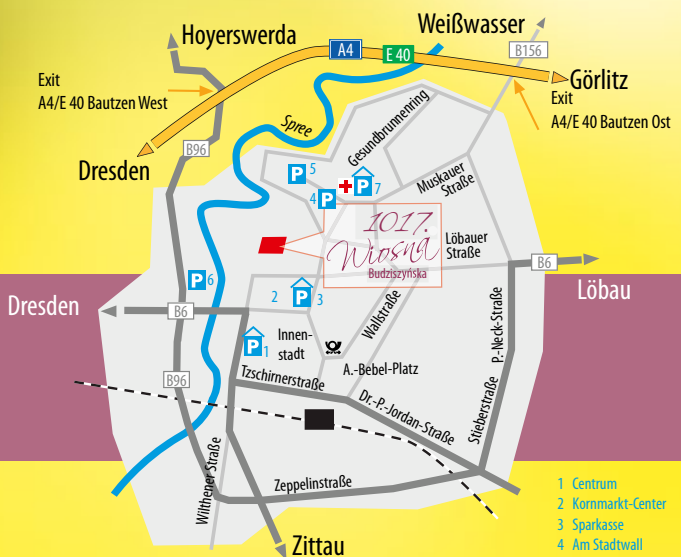 Weißwasser
Hoyerswerda
A4
E 40
B156
Görlitz
Exit
A4/E 40 Bautzen West
Exit
A4/E 40 Bautzen Ost
Spree
Gesundbrunnenring
B96
Dresden
P 5
Muskauer
Straße
4 P
P 7
1017.
Wiosna
Budziszyńska
Löbauer
Straße
B6
P 6
Dresden
Löbau
2 P 3
B6
Wallstraße
P.-Neck-Straße
Innen-
stadt
P 1
A.-Bebel-Platz
Tzschirnerstraße
B96
Dr.-P.-Jordan-Straße
Stieberstraße
Wilthener Straße
Zeppelinstraße
1 Centrum
2 Kornmarkt-Center
3 Sparkasse
4 Am Stadtwall
Zittau